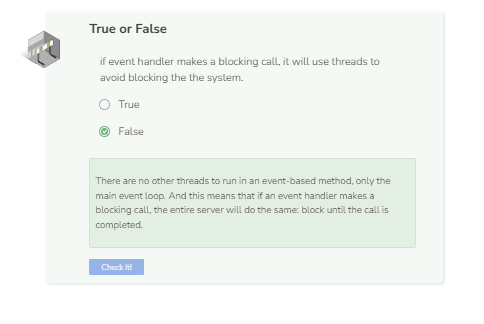 True or False
if event handler makes a blocking call, it will use threads to
avoid blocking the the system.
True
False
There are no other threads to run in an event-based method, only the
main event loop. And this means that if an event handler makes a
blocking call, the entire server will do the same: block until the call is
completed.
Check It!